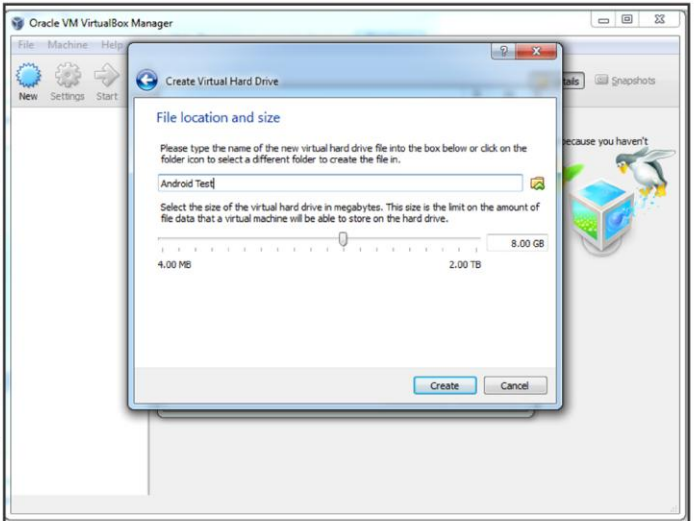 Oracle VM VirtualBox Manager
File Machine Help
New Settings Start
Snapshots
Create Virtual Hard Drive
File location and size
Please type the name of the new virtual hard drive file into the box below or click on the
folder icon to select a different folder to create the file in.
Android Test
Select the size of the virtual hard drive in megabytes. This size is the limit on the amount of
file data that a virtual machine will be able to store on the hard drive.
8.00 GB
4.00 MB 2.00 TB
Create Cancel
because you haven't